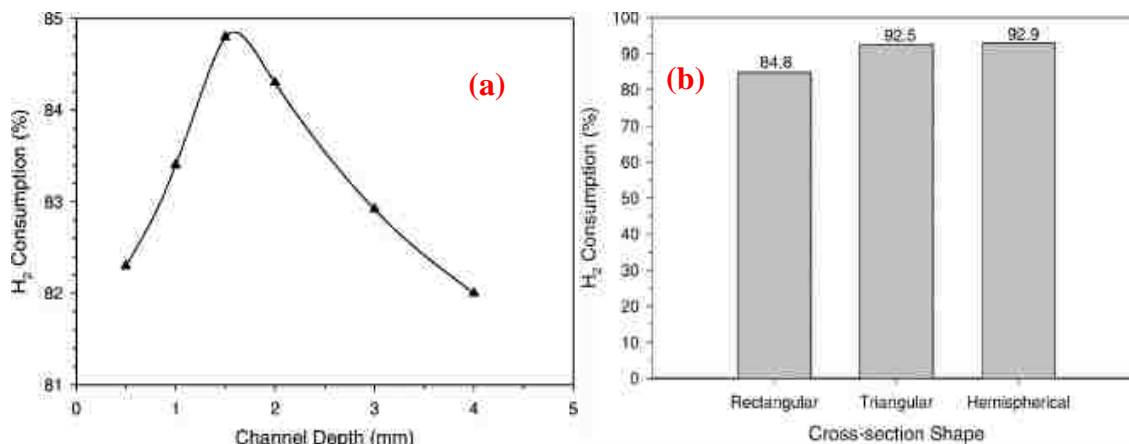 85
84
83
82
81
H2 Consumption (%)
(a)
0 1 2 3 4 5
Channel Depth (mm)
100
90
80
70
60
50
40
30
20
10
0
H2 Consumption (%)
(b)
84.8 92.5 92.9
Rectangular Triangular Hemispherical
Cross-section Shape